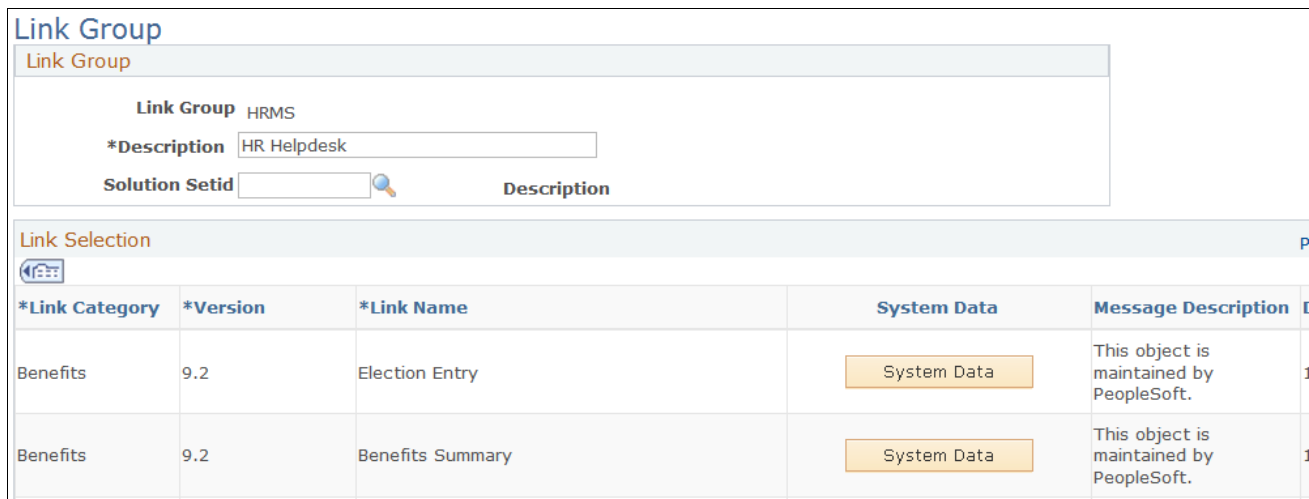 Link Group
Link Group
Link Group HRMS
*Description HR Helpdesk
Solution Setid Description
Link Selection P
*Link Category *Version *Link Name System Data Message Description
Benefits 9.2 Election Entry System Data This object is maintained by PeopleSoft. 1
Benefits 9.2 Benefits Summary System Data This object is maintained by PeopleSoft. 1